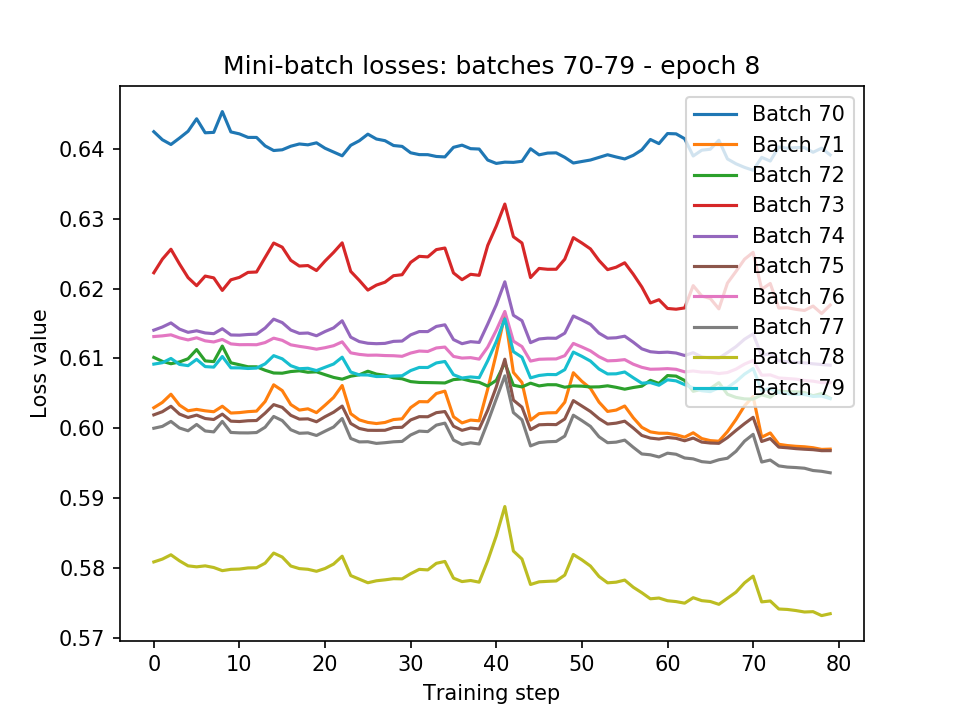 Mini-batch losses: batches 70-79 - epoch 8
Loss value
0.64
0.63
0.62
0.61
0.60
0.59
0.58
0.57
Batch 70
Batch 71
Batch 72
Batch 73
Batch 74
Batch 75
Batch 76
Batch 77
Batch 78
Batch 79
0 10 20 30 40 50 60 70 80
Training step